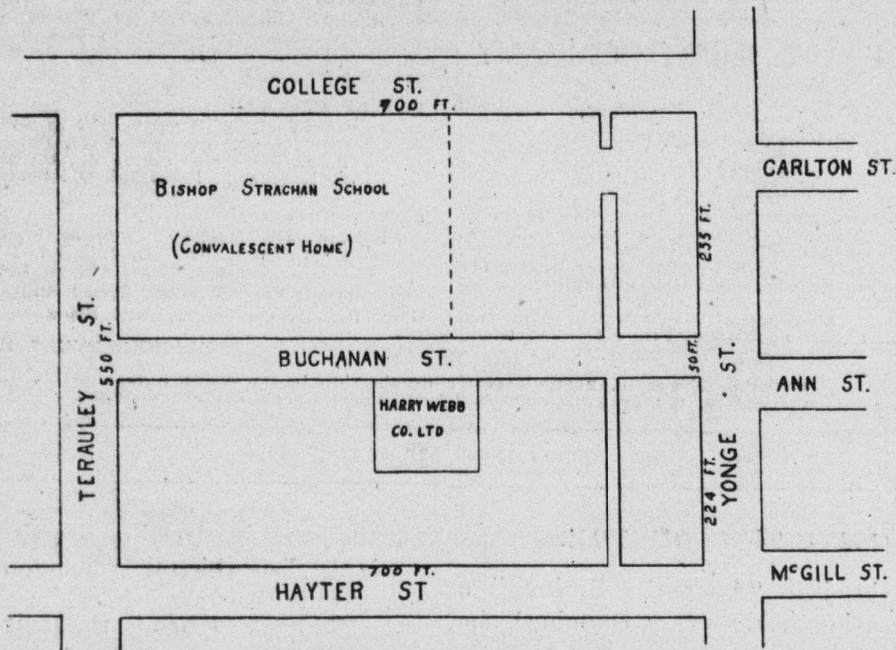 COLLEGE ST.
700 FT.
CARLTON ST.
BISHOP STRACHAN SCHOOL
(CONVALESCENT HOME)
235 FT.
TERAULEY ST.
550 FT.
BUCHANAN ST.
50 FT.
YONGE ST.
ANN ST.
HARRY WEBB
CO. LTD
224 FT.
700 FT.
HAYTER ST
McGILL ST.